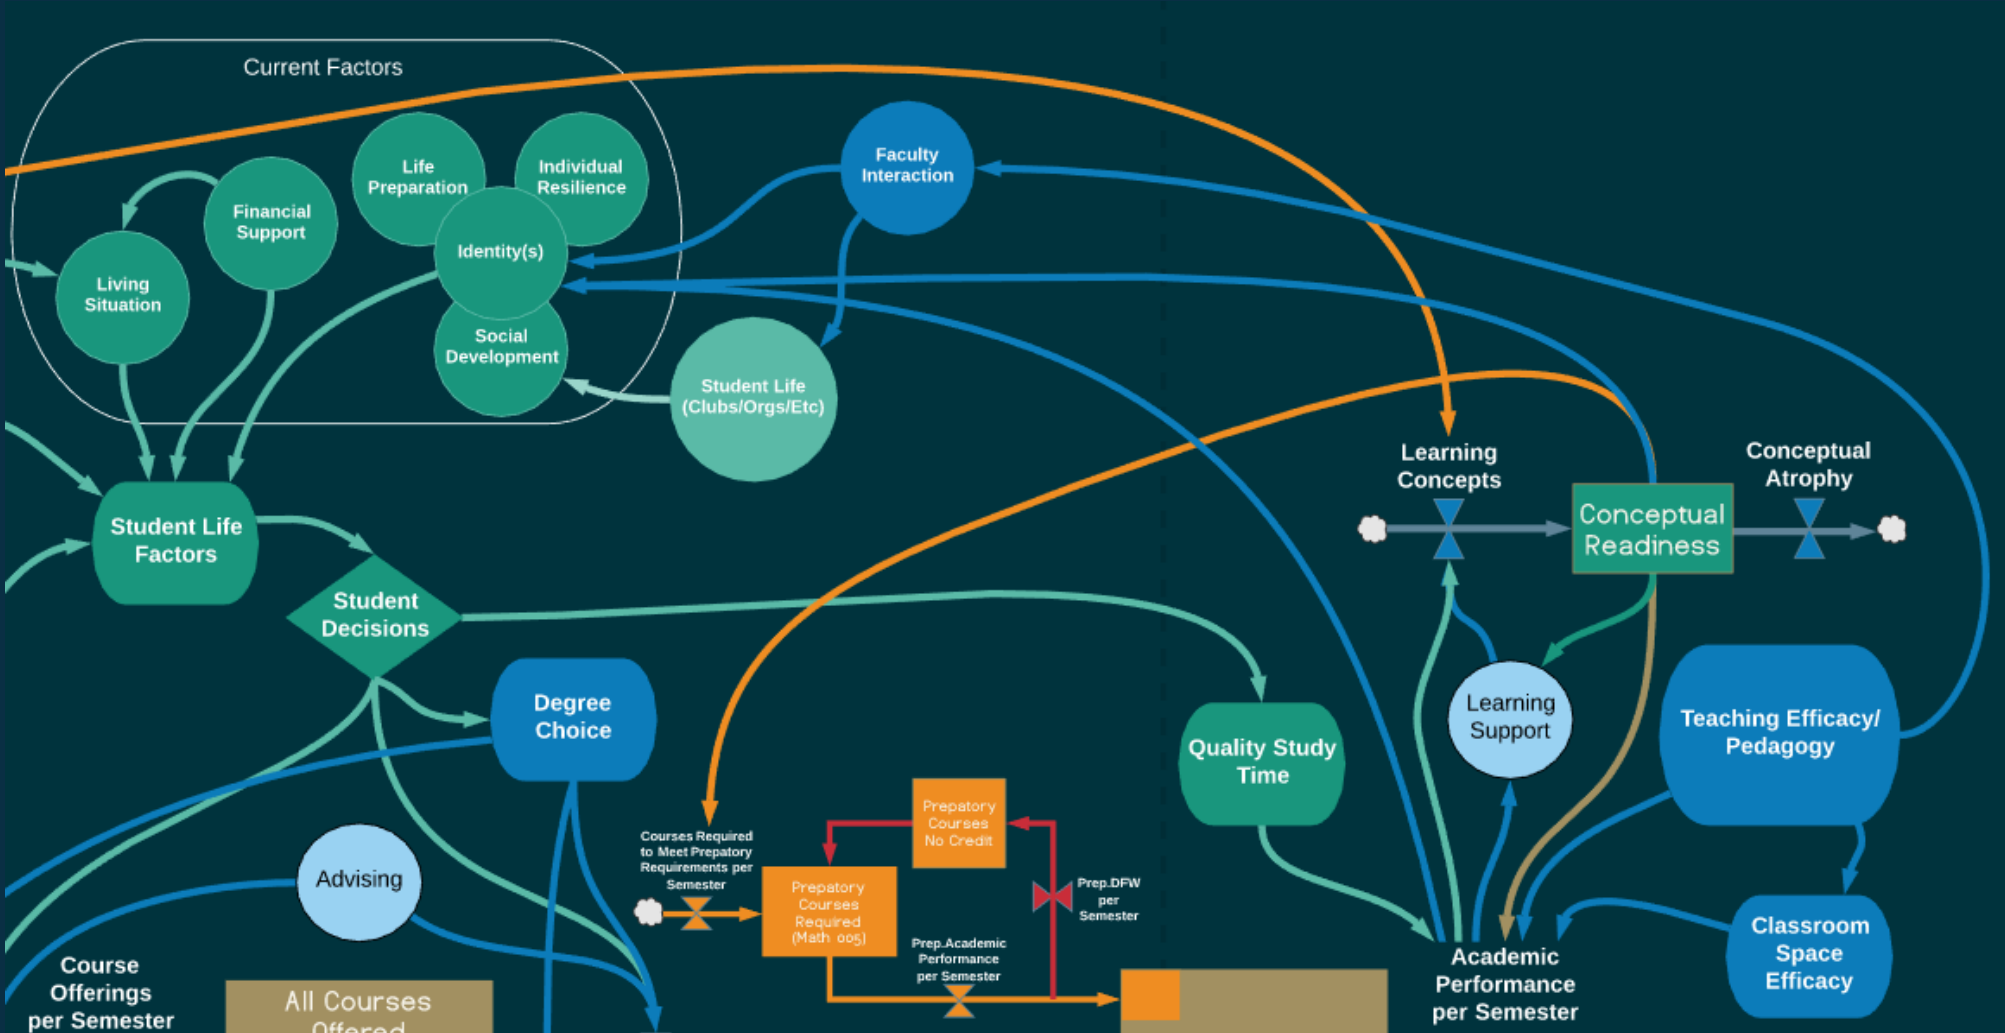 Current Factors
Life
Preparation
Individual
Resilience
Identity(s)
Social
Development
Financial
Support
Living
Situation
Faculty
Interaction
Student Life
(Clubs/Orgs/Etc)
Learning
Concepts
Conceptual
Atrophy
Conceptual
Readiness
Student Life
Factors
Student
Decisions
Degree
Choice
Learning
Support
Teaching Efficacy/
Pedagogy
Quality Study
Time
Advising
Courses Required
to Meet Prepatory
Requirements per
Semester
Prepatory
Courses
No Credit
Prepatory
Courses
Required
(Math 005)
Prep.DFW
per
Semester
Prep.Academic
Performance
per Semester
Classroom
Space
Efficacy
Academic
Performance
per Semester
Course
Offerings
per Semester
All Courses
Offered